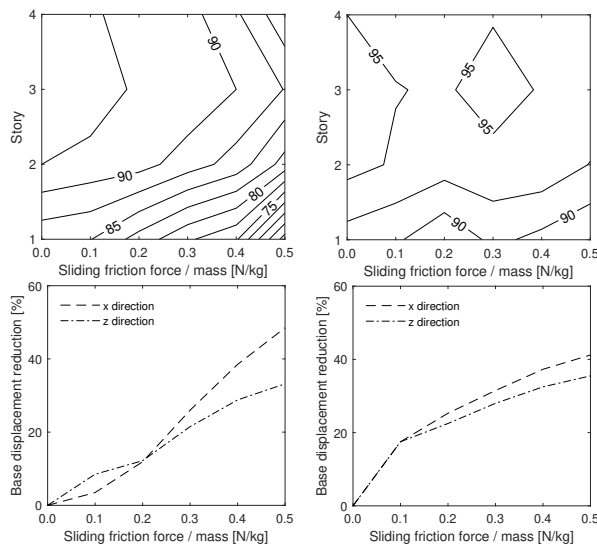 4
3
2
1
Story
90
90
85
80
75
0.0 0.1 0.2 0.3 0.4 0.5
Sliding friction force / mass [N/kg]
4
3
2
1
Story
95
95
95
90
90
0.0 0.1 0.2 0.3 0.4 0.5
Sliding friction force / mass [N/kg]
60
40
20
0
Base displacement reduction [%]
x direction
z direction
0.0 0.1 0.2 0.3 0.4 0.5
Sliding friction force / mass [N/kg]
60
40
20
0
Base displacement reduction [%]
x direction
z direction
0.0 0.1 0.2 0.3 0.4 0.5
Sliding friction force / mass [N/kg]